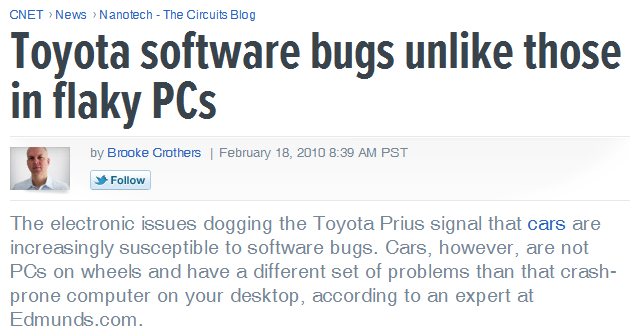 CNET › News › Nanotech - The Circuits Blog
Toyota software bugs unlike those
in flaky PCs
by Brooke Crothers | February 18, 2010 8:39 AM PST
Follow
The electronic issues dogging the Toyota Prius signal that cars are
increasingly susceptible to software bugs. Cars, however, are not
PCs on wheels and have a different set of problems than that crash-
prone computer on your desktop, according to an expert at
Edmunds.com.